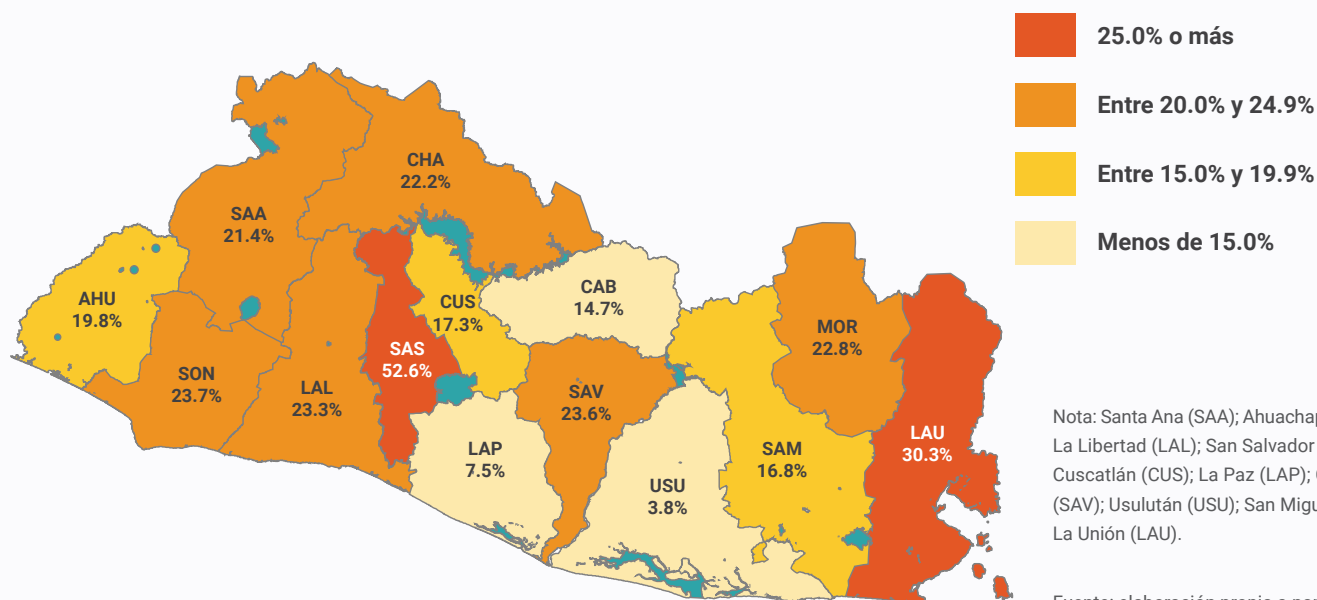 25.0% o más
Entre 20.0% y 24.9%
Entre 15.0% y 19.9%
Menos de 15.0%
CHA
22.2%
SAA
21.4%
AHU
19.8%
SON
23.7%
LAL
23.3%
SAS
52.6%
CUS
17.3%
CAB
14.7%
LAP
7.5%
SAV
23.6%
USU
3.8%
SAM
16.8%
MOR
22.8%
LAU
30.3%
Nota: Santa Ana (SAA);
La Libertad (LAL); San Salvador
Cuscatlán (CUS); La Paz (LAP);
(SAV); Usulután (USU); San
La Unión (LAU).